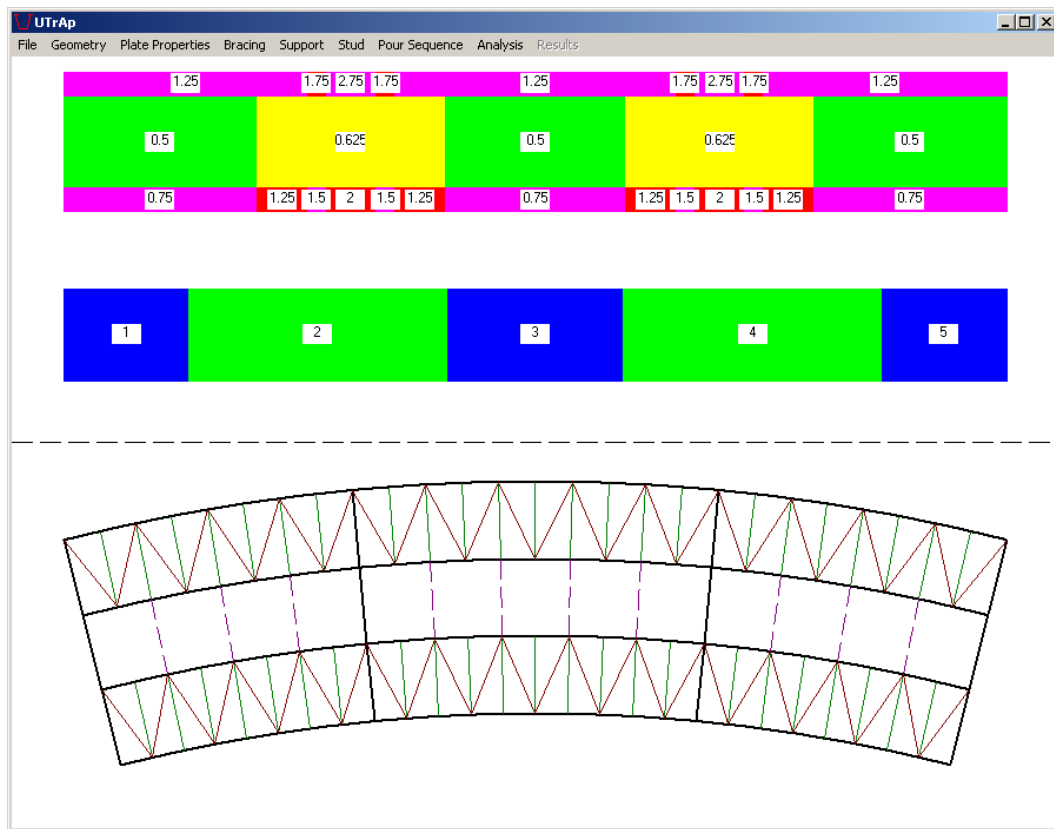 UTrAp
File Geometry Plate Properties Bracing Support Stud Pour Sequence Analysis Results
1.25 1.75 2.75 1.75 1.25 1.75 2.75 1.75 1.25
0.5 0.625 0.5 0.625 0.5
0.75 1.25 1.5 2 1.5 1.25 0.75 1.25 1.5 2 1.5 1.25 0.75
1 2 3 4 5